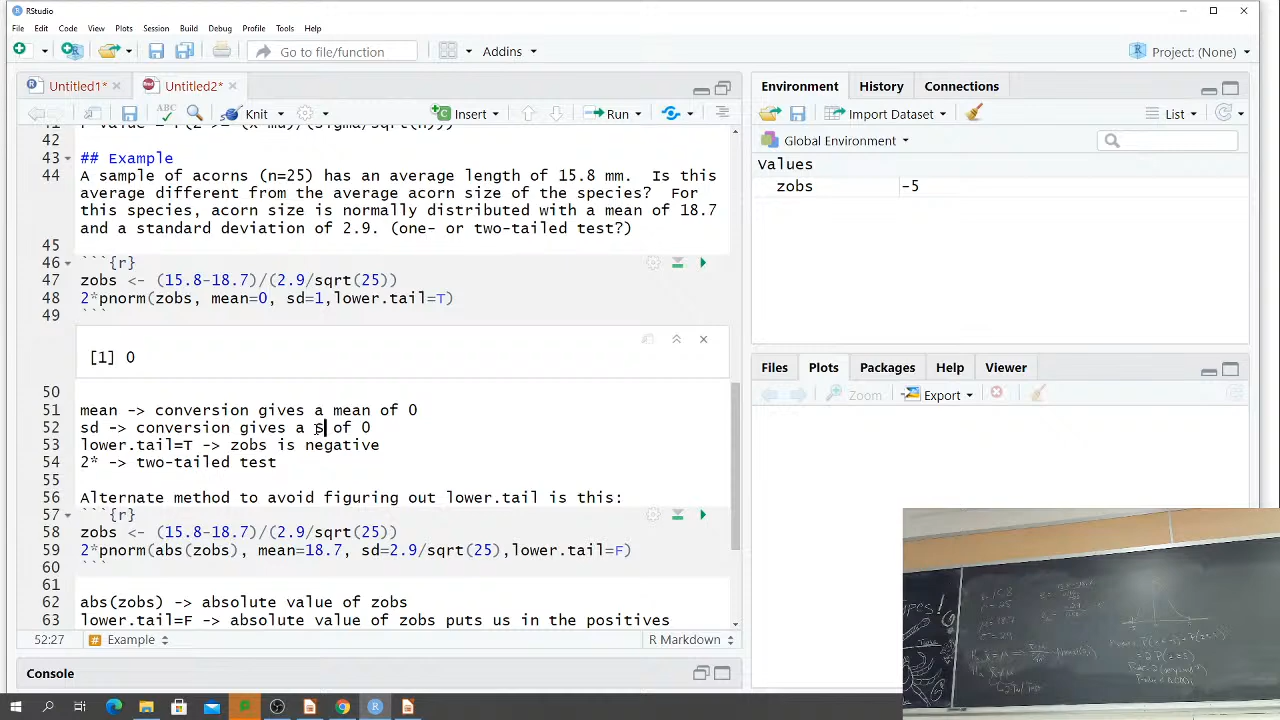 RStudio
File Edit Code View Plots Session Build Debug Profile Tools Help
Go to file/function
Addins
Project: (None)
Untitled1*
Untitled2*
Environment History Connections
Knit
Insert
Run
Import Dataset
List
Global Environment
Values
zobs -5
42
43 ## Example
44 A sample of acorns (n=25) has an average length of 15.8 mm. Is this
average different from the average acorn size of the species? For
this species, acorn size is normally distributed with a mean of 18.7
and a standard deviation of 2.9. (one- or two-tailed test?)
45
46 ```{r}
47 zobs <- (15.8-18.7)/(2.9/sqrt(25))
48 2*pnorm(zobs, mean=0, sd=1,lower.tail=T)
49 ```
[1] 0
50
51 mean -> conversion gives a mean of 0
52 sd -> conversion gives a s of 0
53 lower.tail=T -> zobs is negative
54 2* -> two-tailed test
55
56 Alternate method to avoid figuring out lower.tail is this:
57 ```{r}
58 zobs <- (15.8-18.7)/(2.9/sqrt(25))
59 2*pnorm(abs(zobs), mean=18.7, sd=2.9/sqrt(25),lower.tail=F)
60 ```
61
62 abs(zobs) -> absolute value of zobs
63 lower.tail=F -> absolute value of zobs puts us in the positives
52:27 # Example R Markdown
Console
Files Plots Packages Help Viewer
Zoom Export